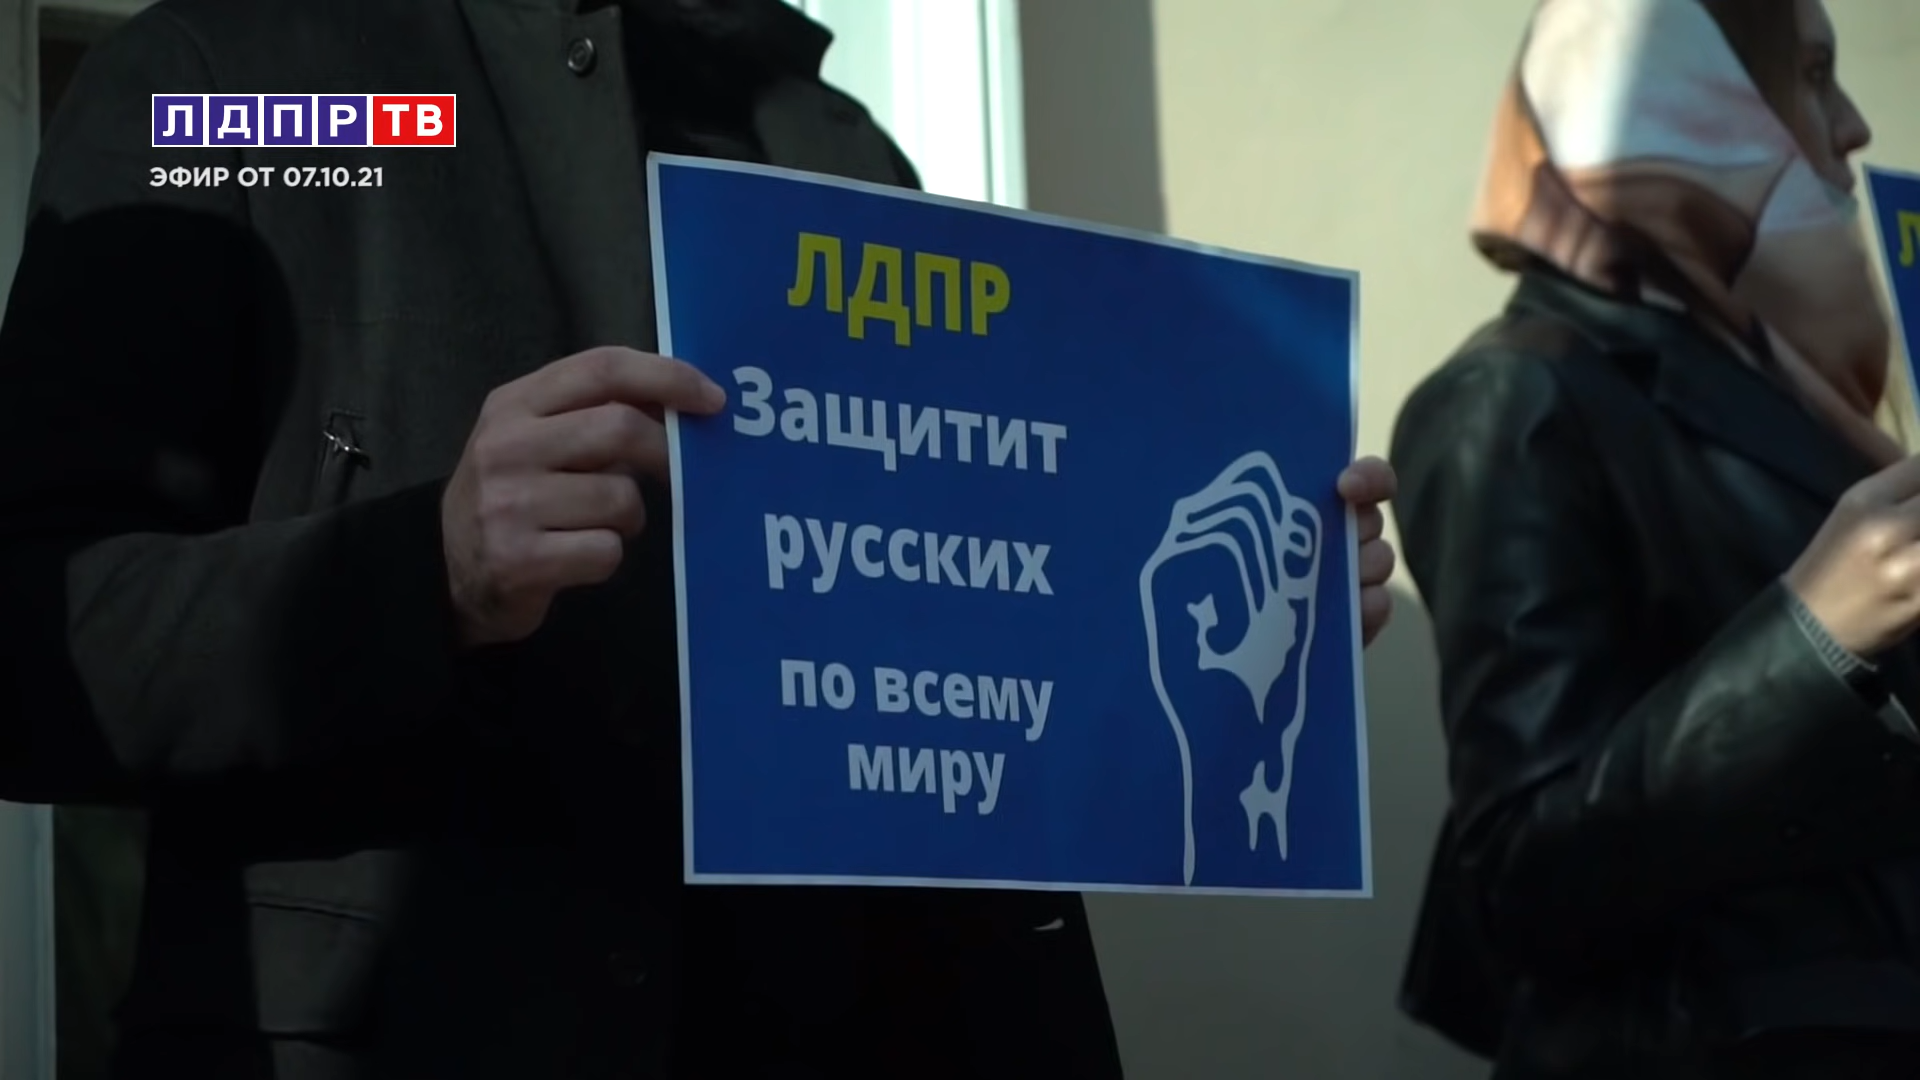 ЛДПР ТВ
ЭФИР ОТ 07.10.21
ЛДПР
Защитит
русских
по всему
миру
Л